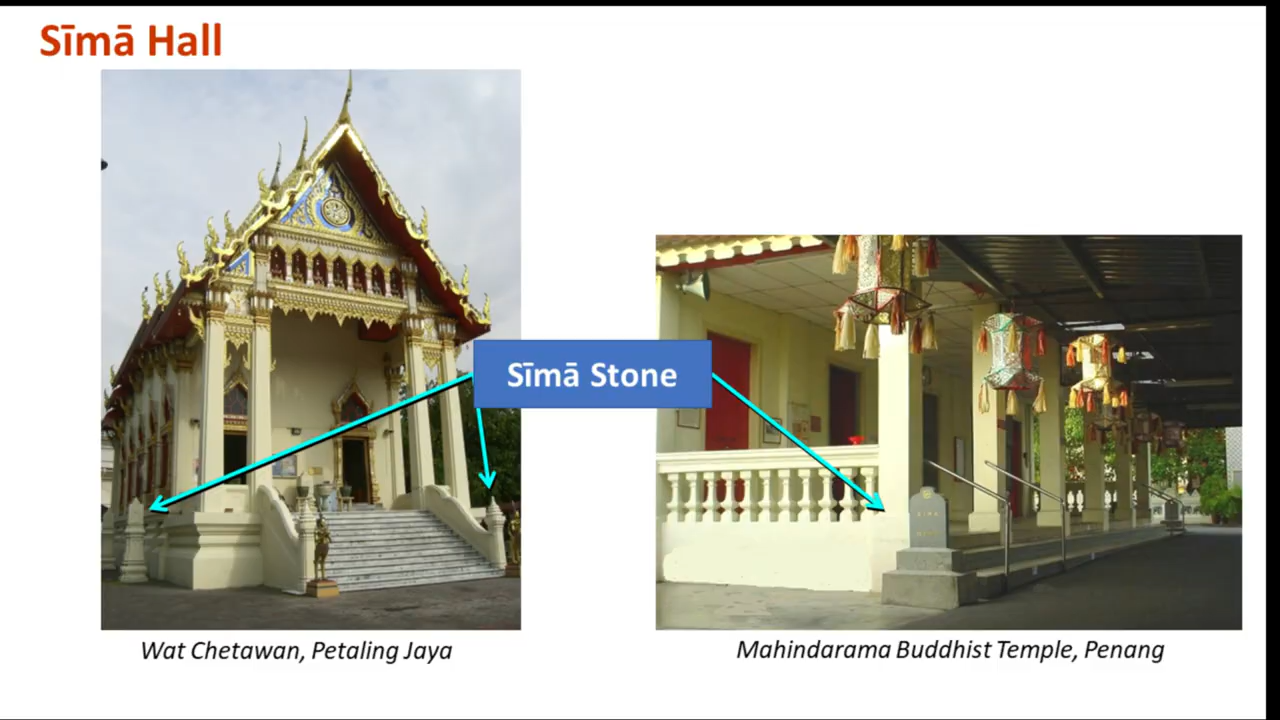 Sīmā Hall
Sīmā Stone
Wat Chetawan, Petaling Jaya
Mahindarama Buddhist Temple, Penang